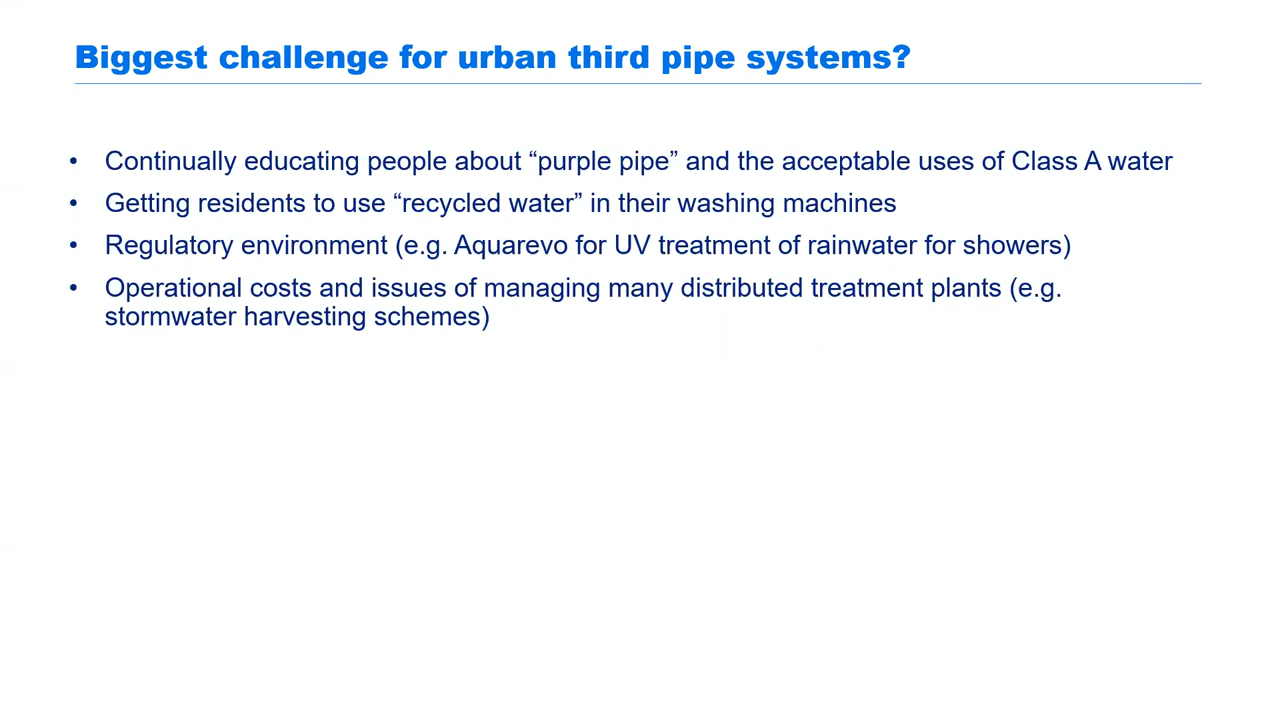 Biggest challenge for urban third pipe systems?
• Continually educating people about “purple pipe” and the acceptable uses of Class A water
• Getting residents to use “recycled water” in their washing machines
• Regulatory environment (e.g. Aquarevo for UV treatment of rainwater for showers)
• Operational costs and issues of managing many distributed treatment plants (e.g.
stormwater harvesting schemes)